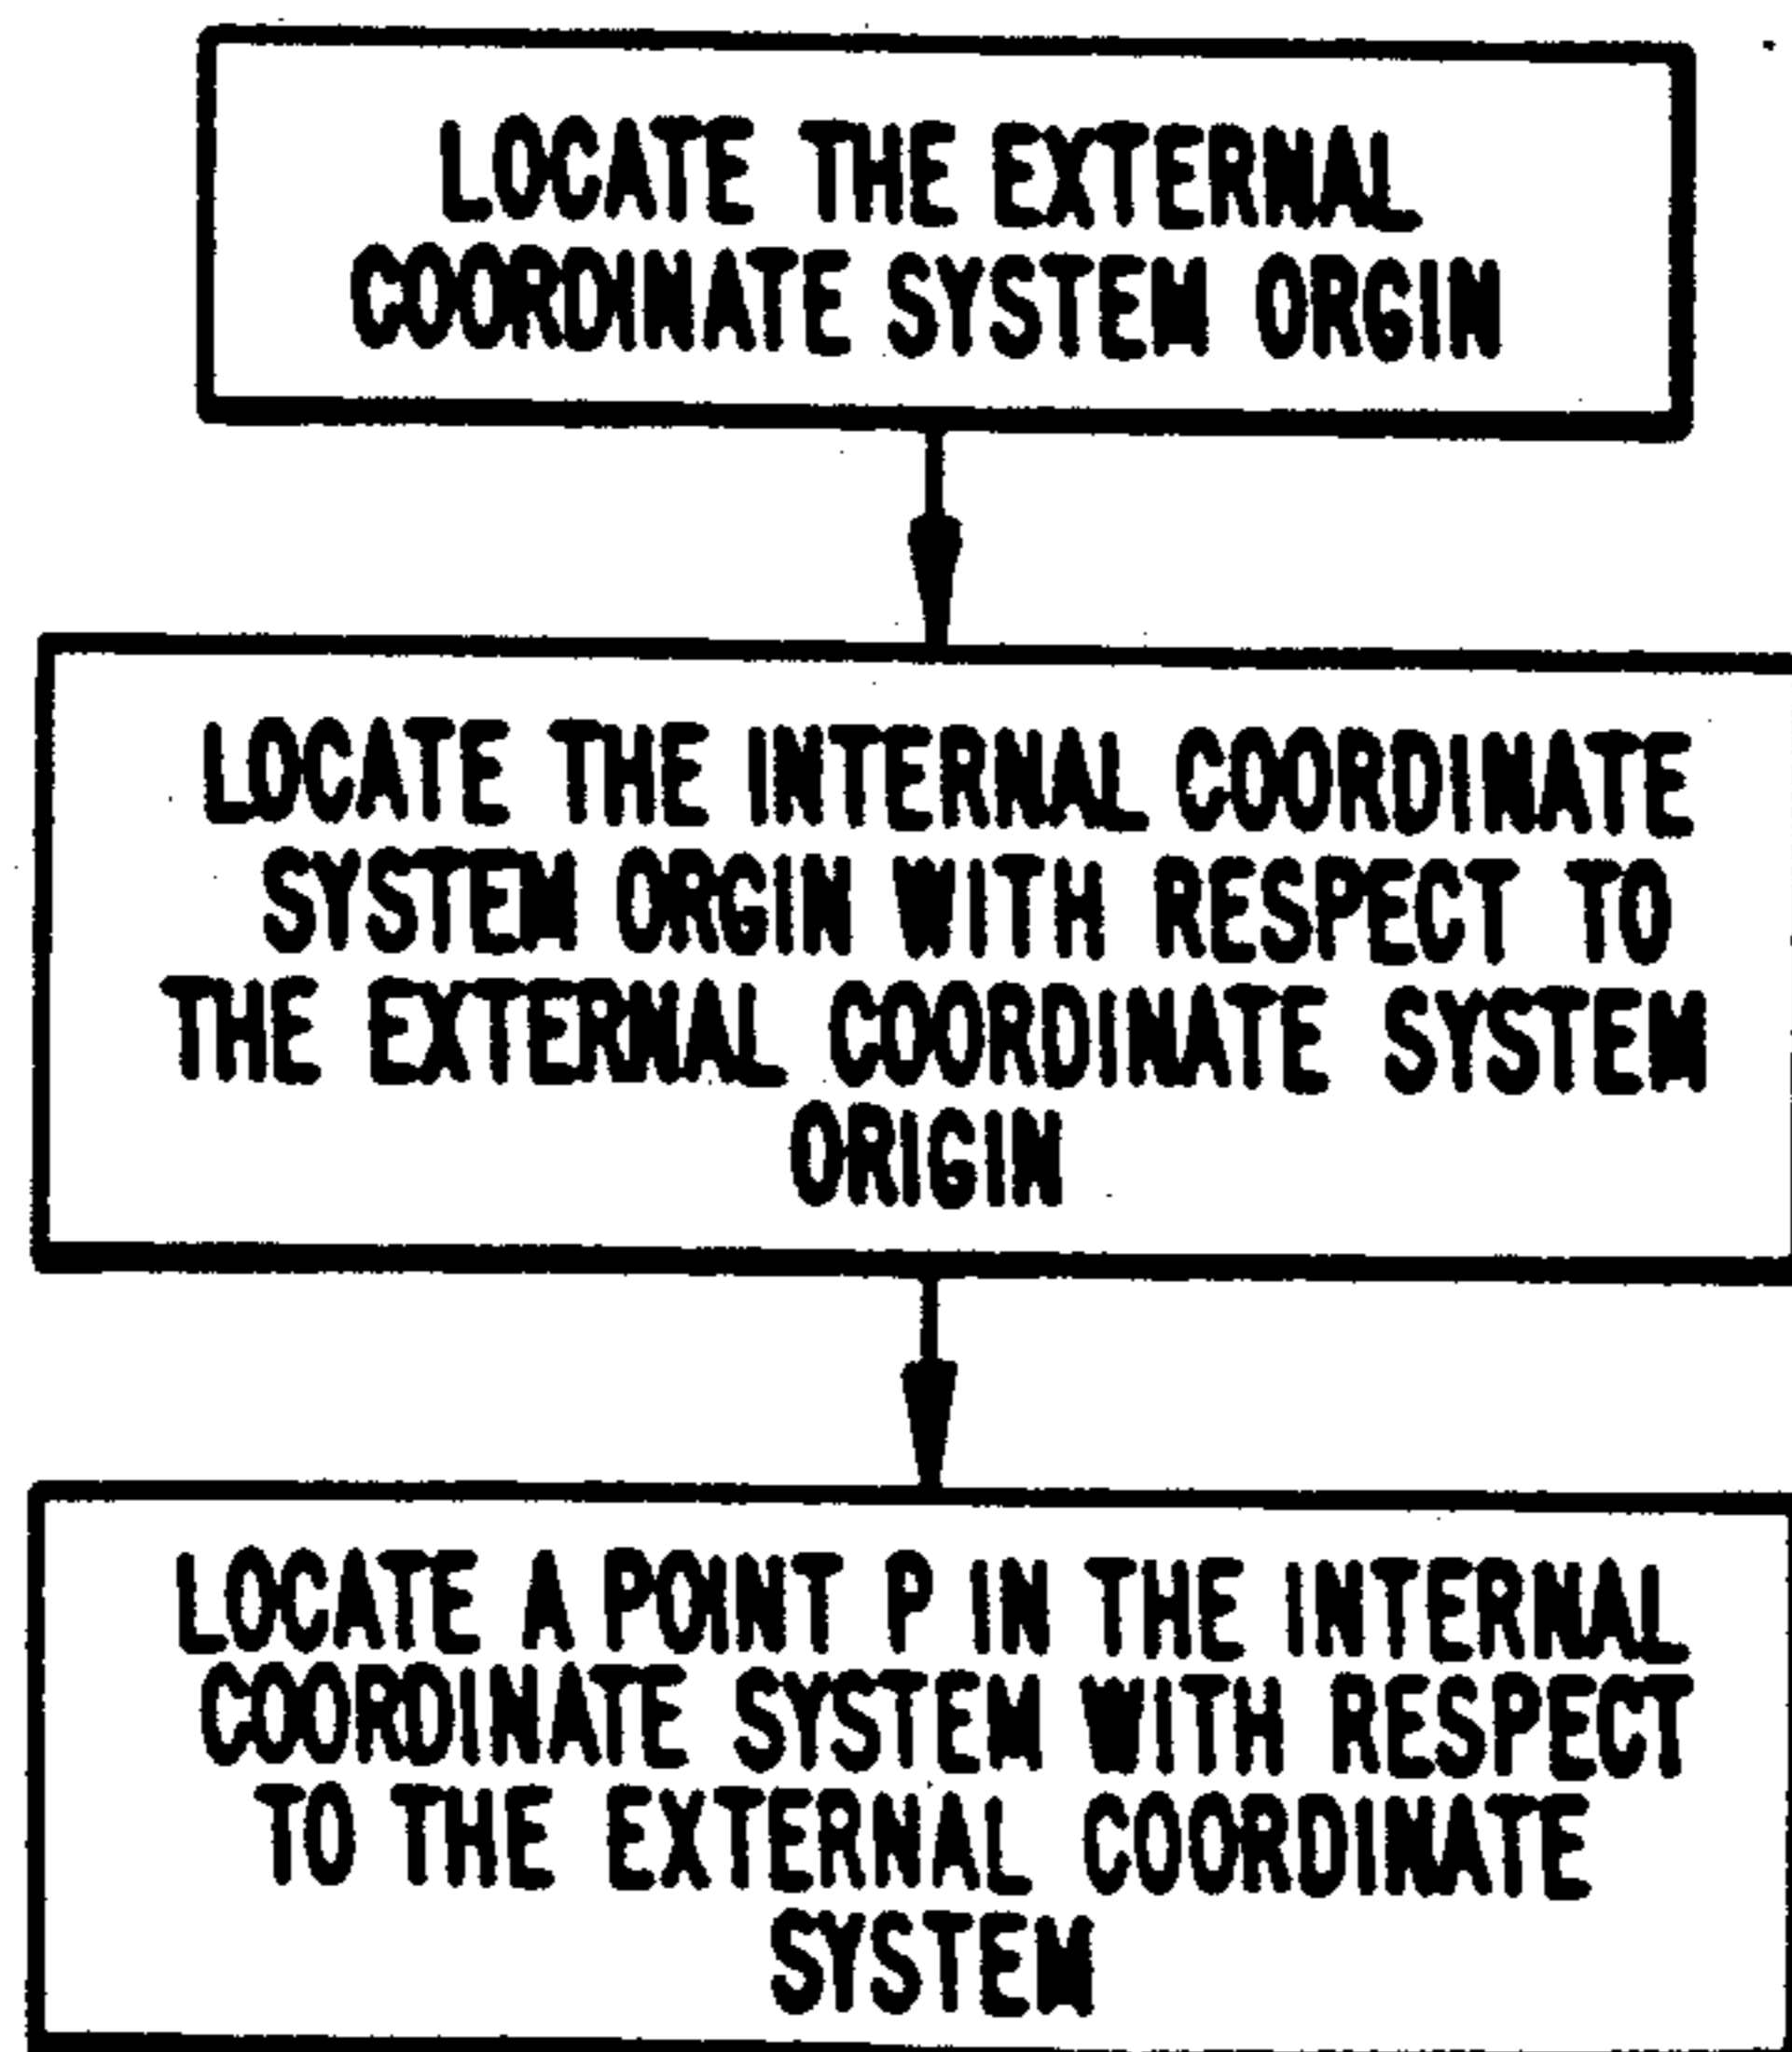 LOCATE THE EXTERNAL
COORDINATE SYSTEM ORGIN
LOCATE THE INTERNAL COORDINATE
SYSTEM ORGIN WITH RESPECT TO
THE EXTERNAL COORDINATE SYSTEM
ORIGIN
LOCATE A POINT P IN THE INTERNAL
COORDINATE SYSTEM WITH RESPECT
TO THE EXTERNAL COORDINATE
SYSTEM